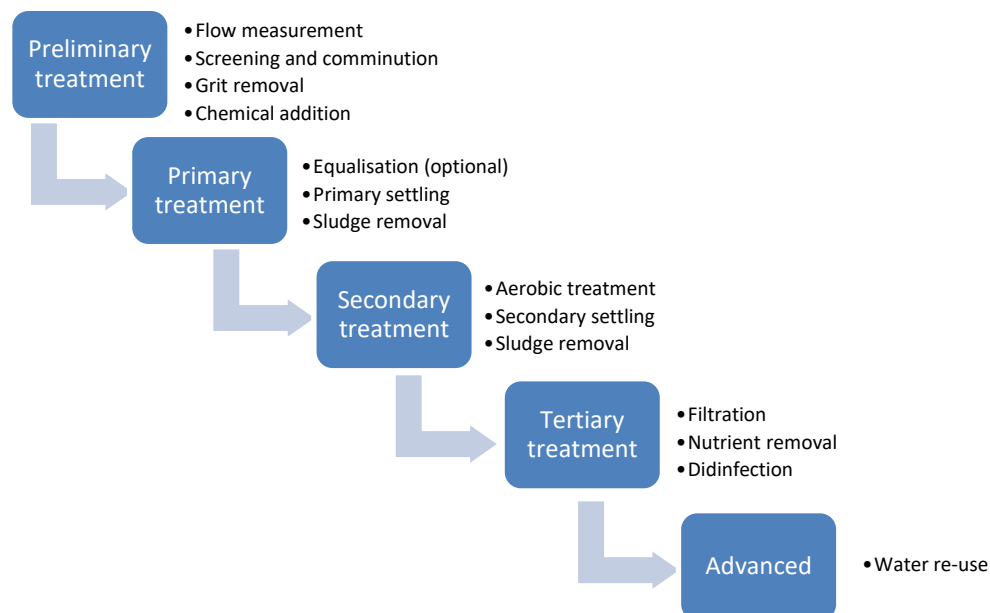 Preliminary
treatment
•Flow measurement
•Screening and comminution
•Grit removal
•Chemical addition
Primary
treatment
•Equalisation (optional)
•Primary settling
•Sludge removal
Secondary
treatment
•Aerobic treatment
•Secondary settling
•Sludge removal
Tertiary
treatment
•Filtration
•Nutrient removal
•Didinfection
Advanced
•Water re-use